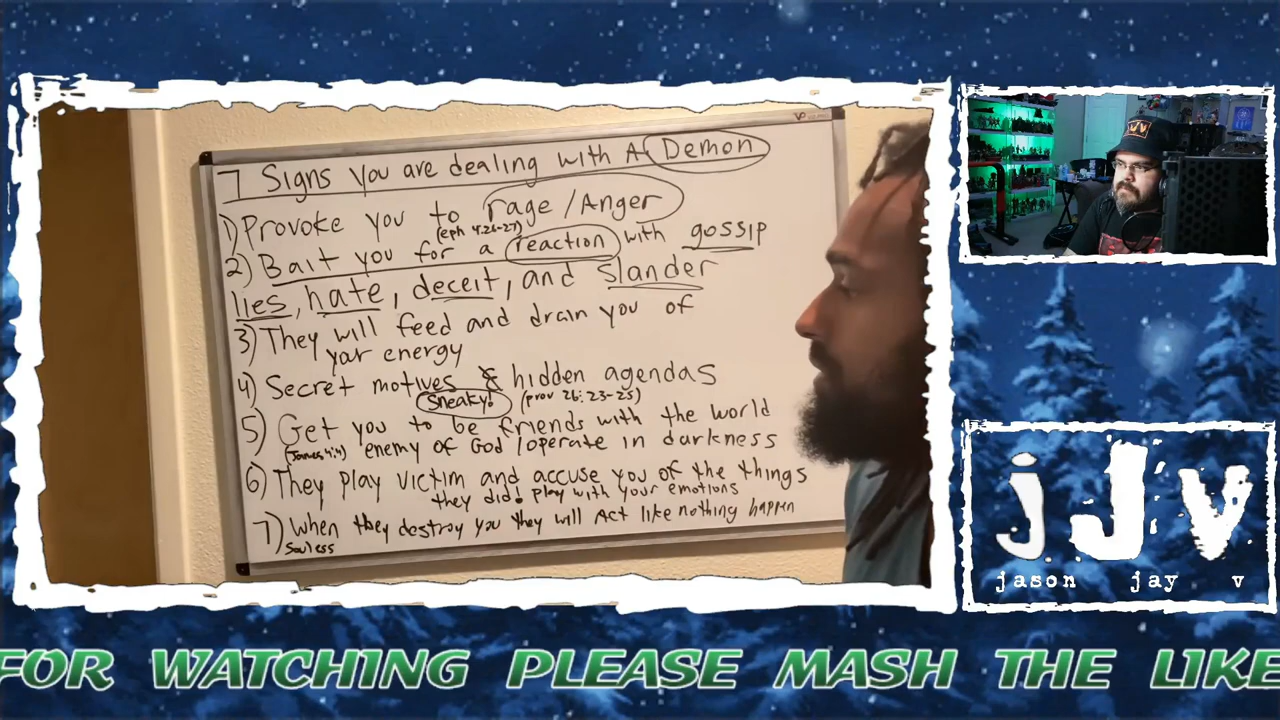 7 Signs you are dealing with A Demon
1) Provoke you to rage/Anger
(eph 4:26-27)
2) Bait you for a reaction with gossip
lies, hate, deceit, and slander
3) They will feed and drain you of
your energy
4) Secret motives & hidden agendas
Sneaky! (prov 26:23-25)
5) Get you to be friends with the world
(James 4:4) enemy of God/operate in darkness
6) They play victim and accuse you of the things
they did! play with your emotions
7) When they destroy you they will Act like nothing happen
Souless
JJV
jJV
jason jay v
FOR WATCHING PLEASE MASH THE LIKE